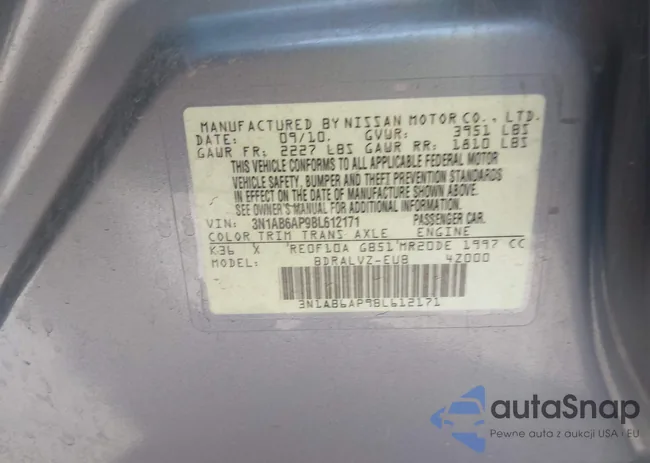 MANUFACTURED BY NISSAN MOTOR CO., LTD.
DATE: 09/10. GVWR: 3951 LBS
GAWR FR: 2227 LBS GAWR RR: 1810 LBS
THIS VEHICLE CONFORMS TO ALL APPLICABLE FEDERAL MOTOR
VEHICLE SAFETY, BUMPER AND THEFT PREVENTION STANDARDS
IN EFFECT ON THE DATE OF MANUFACTURE SHOWN ABOVE.
SEE OWNER'S MANUAL FOR ADDITIONAL INFORMATION.
VIN: 3N1AB6AP9BL612171 PASSENGER CAR.
COLOR TRIM TRANS AXLE ENGINE
K36 X RE0F10A GB51 MR20DE 1997 CC
MODEL: BDRALVZ-EUB 4Z000
3N1AB6AP9BL612171
autoSnap
Pewne auta z aukcji USA i EU